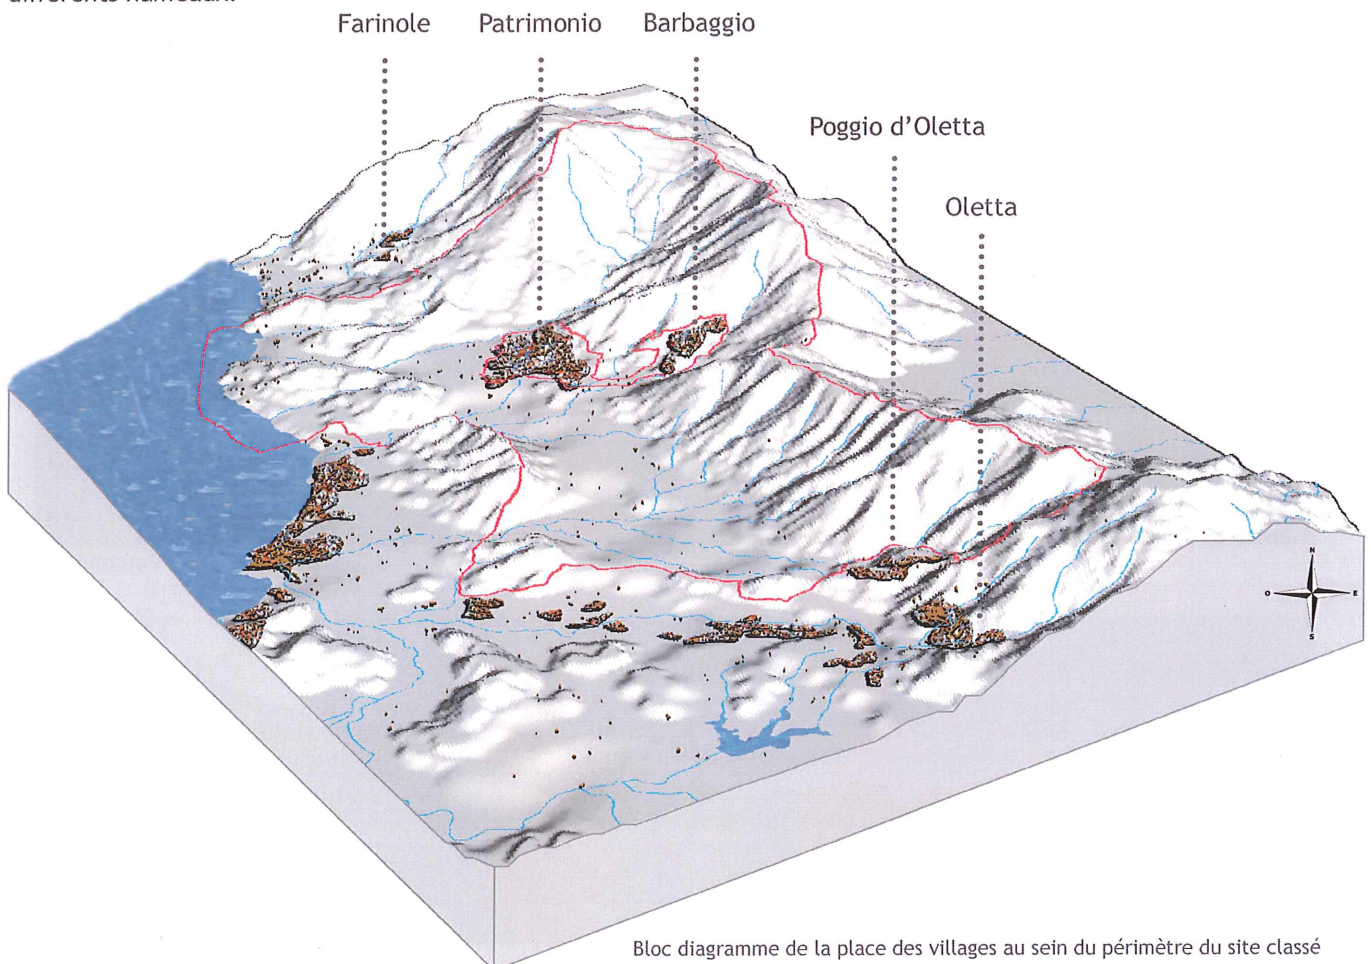 Farinole Patrimonio Barbaggio
Poggio d'Oletta
Oletta
N
O E
S
Bloc diagramme de la place des villages au sein du périmètre du site classé